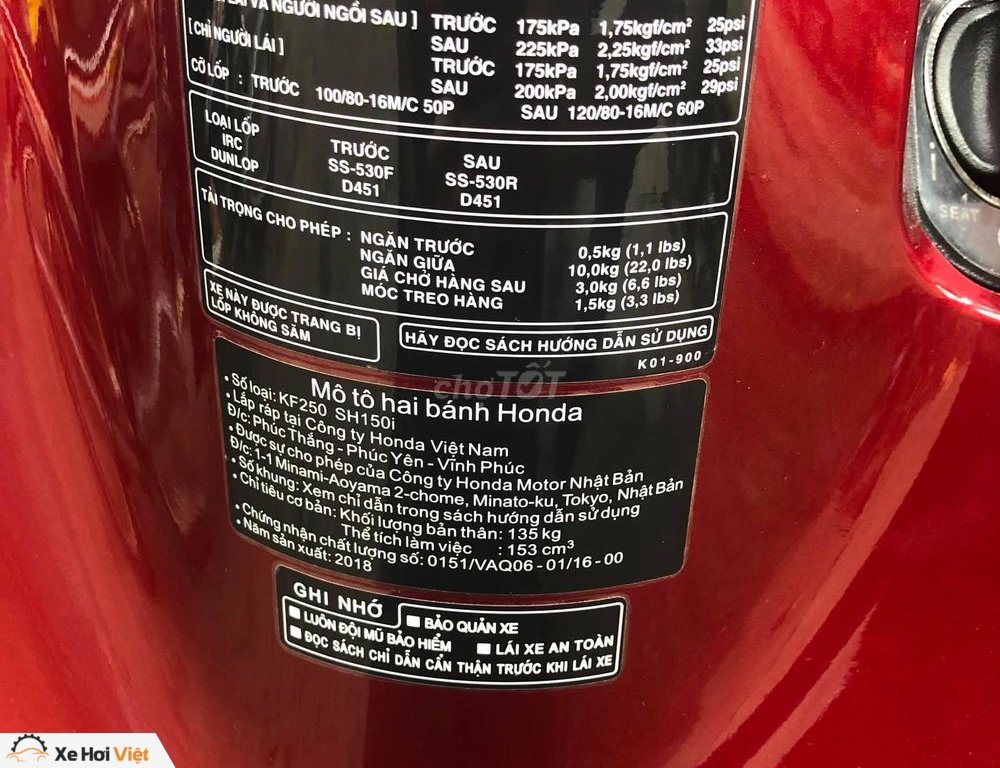 LÁI VÀ NGƯỜI NGỒI SAU ] TRƯỚC 175kPa 1,75kgf/cm² 25psi
SAU 225kPa 2,25kgf/cm² 33psi
[ CHỈ NGƯỜI LÁI ] TRƯỚC 175kPa 1,75kgf/cm² 25psi
SAU 200kPa 2,00kgf/cm² 29psi
CỠ LỐP : TRƯỚC 100/80-16M/C 50P SAU 120/80-16M/C 60P
LOẠI LỐP TRƯỚC SAU
IRC SS-530F SS-530R
DUNLOP D451 D451
TẢI TRỌNG CHO PHÉP : NGĂN TRƯỚC 0,5kg (1,1 lbs)
NGĂN GIỮA 10,0kg (22,0 lbs)
GIÁ CHỞ HÀNG SAU 3,0kg (6,6 lbs)
MÓC TREO HÀNG 1,5kg (3,3 lbs)
XE NÀY ĐƯỢC TRANG BỊ
LỐP KHÔNG SĂM
HÃY ĐỌC SÁCH HƯỚNG DẪN SỬ DỤNG
K01-900
chợTỐT
Mô tô hai bánh Honda
• Số loại: KF250 SH150i
• Lắp ráp tại Công ty Honda Việt Nam
Đ/c: Phúc Thắng - Phúc Yên - Vĩnh Phúc
• Được sự cho phép của Công ty Honda Motor Nhật Bản
Đ/c: 1-1 Minami-Aoyama 2-chome, Minato-ku, Tokyo, Nhật Bản
• Số khung: Xem chỉ dẫn trong sách hướng dẫn sử dụng
• Chỉ tiêu cơ bản: Khối lượng bản thân: 135 kg
Thể tích làm việc : 153 cm³
• Chứng nhận chất lượng số: 0151/VAQ06 - 01/16 - 00
• Năm sản xuất: 2018
GHI NHỚ
■ BẢO QUẢN XE
■ LUÔN ĐỘI MŨ BẢO HIỂM ■ LÁI XE AN TOÀN
■ ĐỌC SÁCH CHỈ DẪN CẨN THẬN TRƯỚC KHI LÁI XE
SEAT
Xe Hơi Việt